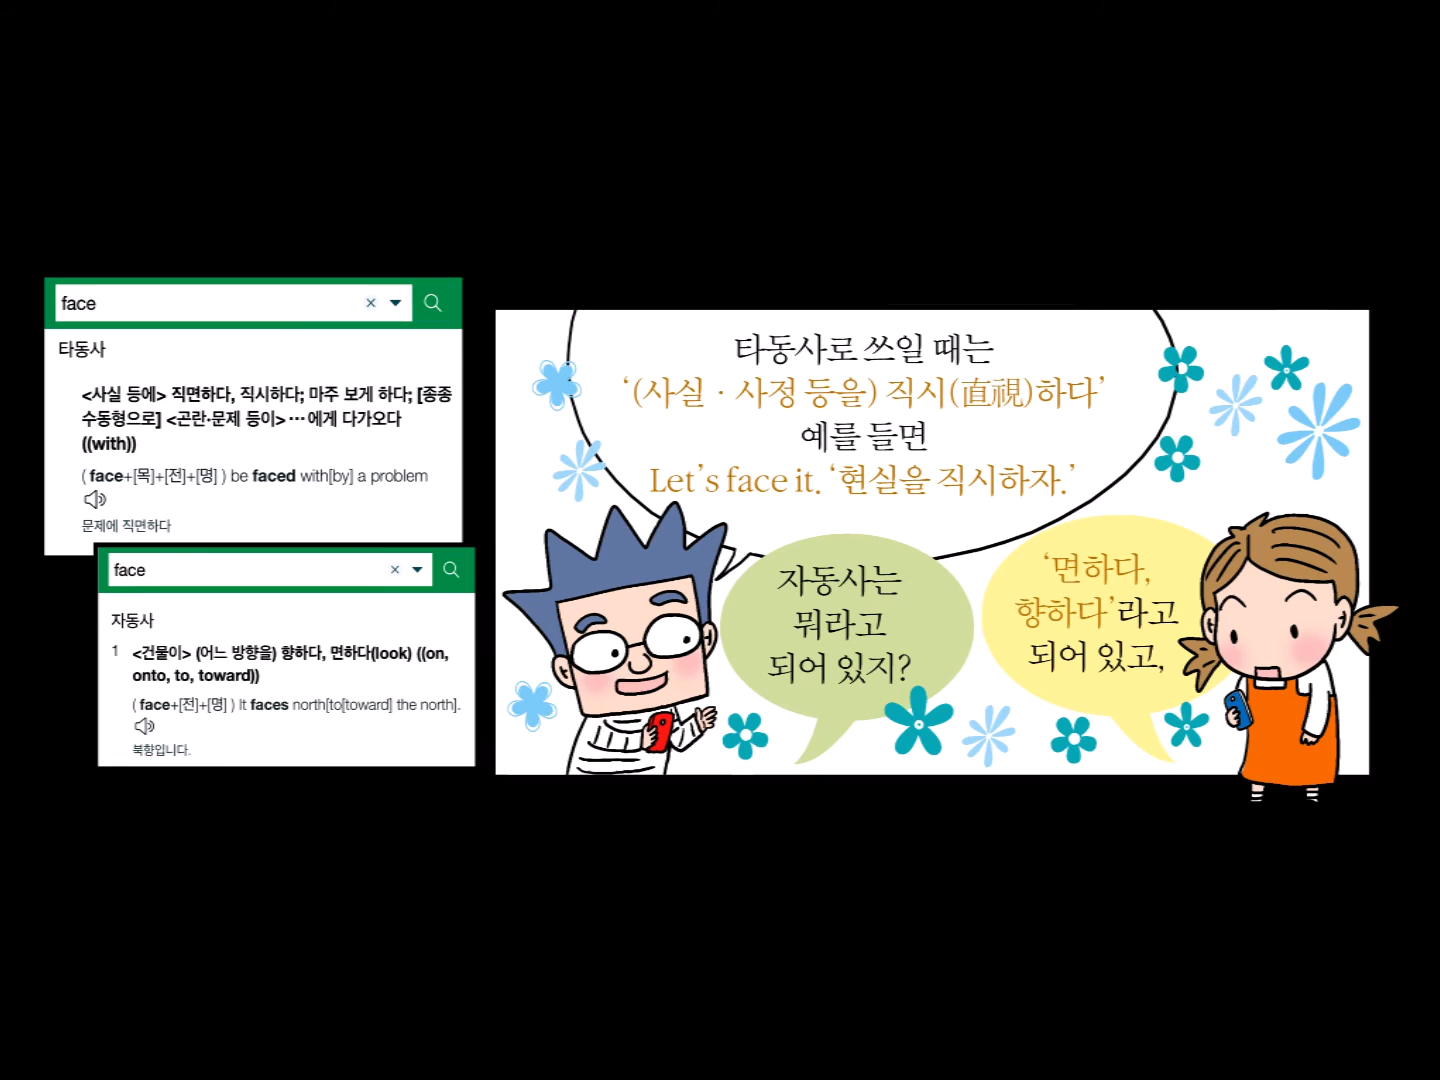 face
타동사
<사실 등에> 직면하다, 직시하다; 마주 보게 하다; [종종
수동형으로] <곤란·문제 등이> …에게 다가오다
((with))
( face+[목]+[전]+[명] ) be faced with[by] a problem
문제에 직면하다
face
자동사
1 <건물이> (어느 방향을) 향하다, 면하다(look) ((on,
onto, to, toward))
( face+[전]+[명] ) It faces north[to[toward] the north].
북향입니다.
타동사로 쓰일 때는
‘(사실 · 사정 등을) 직시(直視)하다’
예를 들면
Let’s face it. ‘현실을 직시하자.’
자동사는
뭐라고
되어 있지?
‘면하다,
향하다’라고
되어 있고,